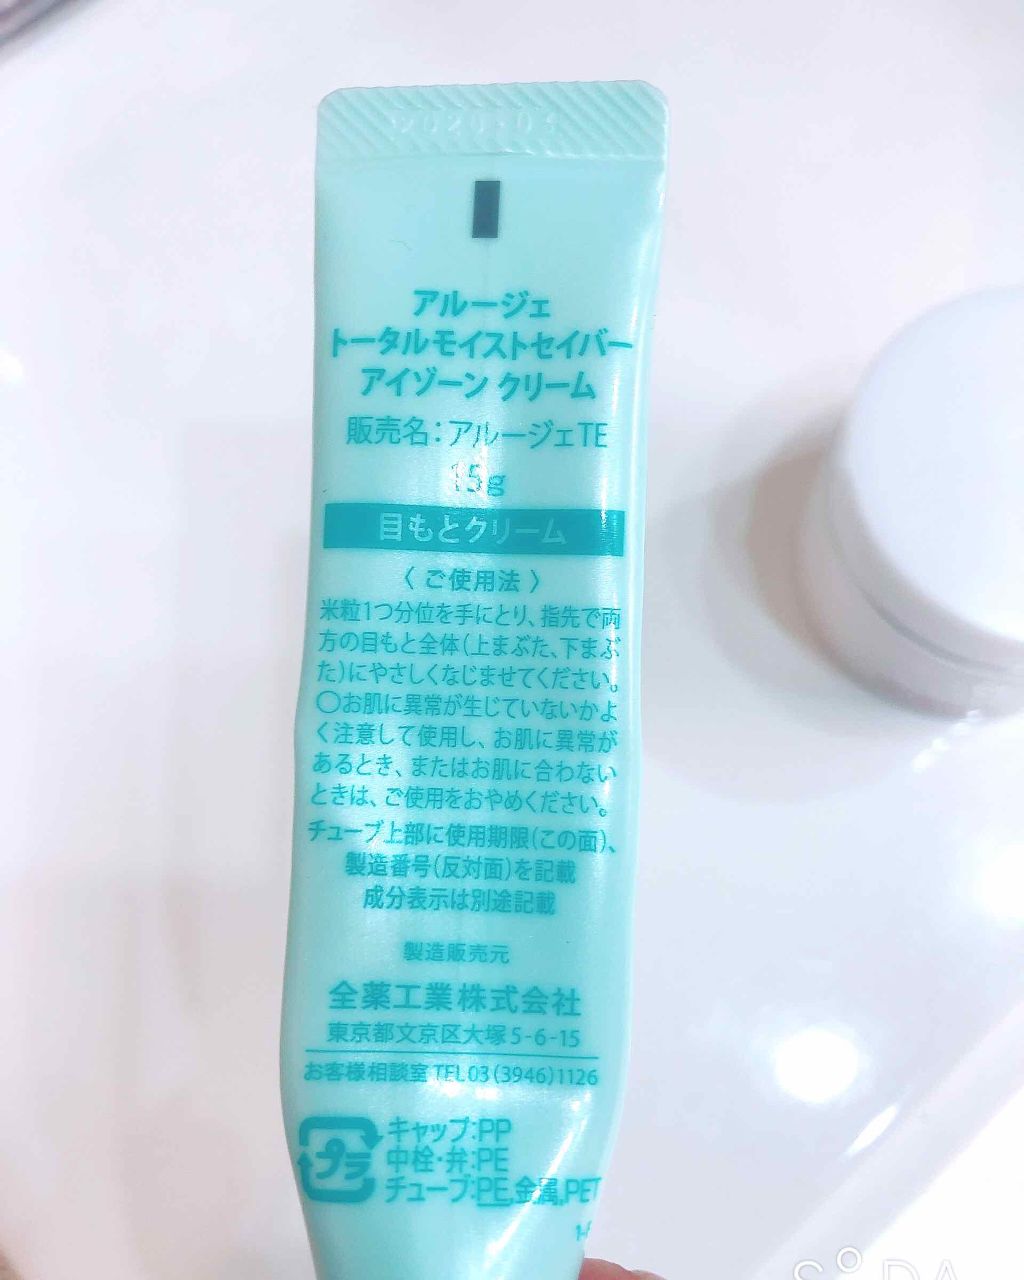 アルージェ
トータルモイストセイバー
アイゾーン クリーム
販売名:アルージェTE
15g
目もとクリーム
〈ご使用法〉
米粒1つ分位を手にとり、指先で両
方の目もと全体(上まぶた、下まぶ
た)にやさしくなじませてください。
○お肌に異常が生じていないかよ
く注意して使用し、お肌に異常が
あるとき、またはお肌に合わない
ときは、ご使用をおやめください。
チューブ上部に使用期限(この面)、
製造番号(反対面)を記載
成分表示は別途記載
製造販売元
全薬工業株式会社
東京都文京区大塚5-6-15
お客様相談室 TEL03(3946)1126
プラ
キャップ:PP
中栓・弁:PE
チューブ:PE,金属,PET